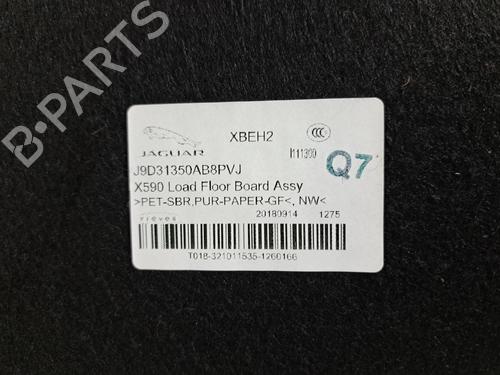 B-PARTS
XBEH2
JAGUAR
M11300
Q7
J9D31350AB8PVJ
X590 Load Floor Board Assy
>PET-SBR,PUR-PAPER-GF<, NW<
20180914 1275
T018-321011535-1260166